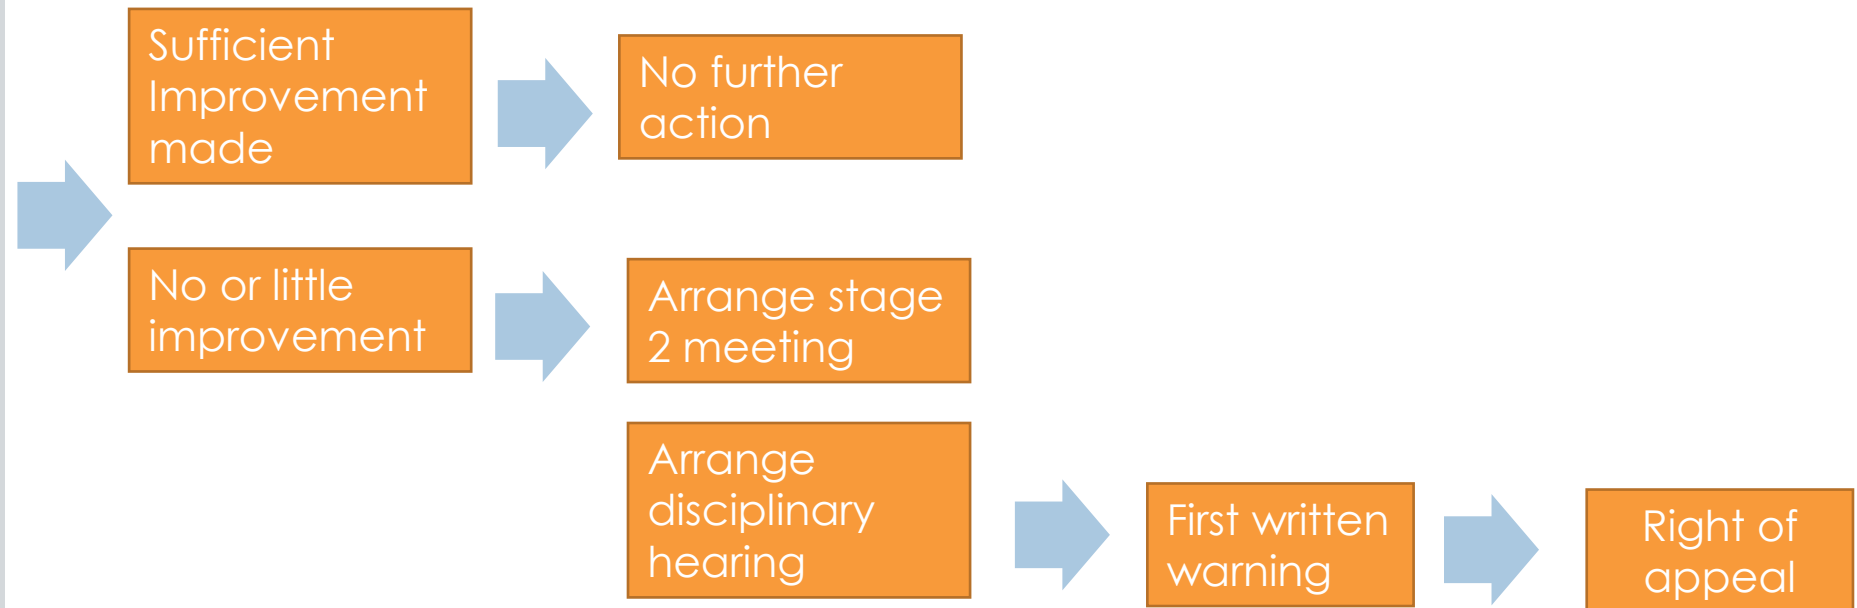 Sufficient
Improvement
made
No further
action
No or little
improvement
Arrange stage
2 meeting
Arrange
disciplinary
hearing
First written
warning
Right of
appeal